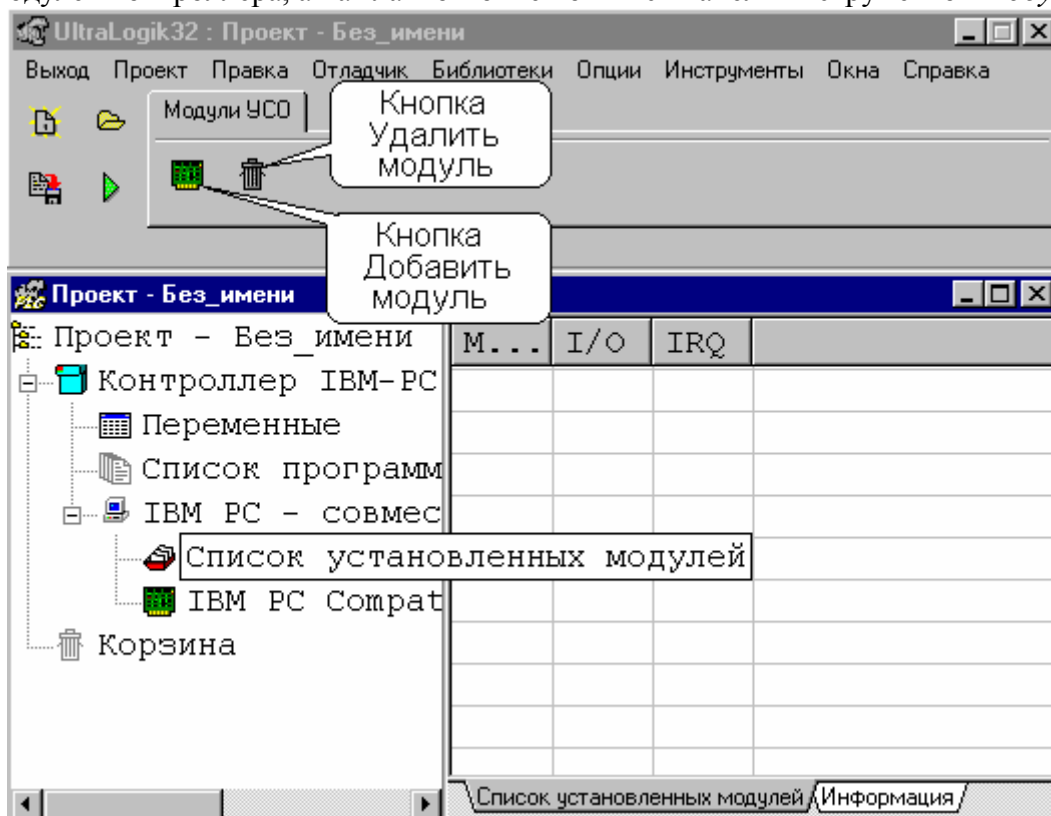 UltraLogik32 : Проект - Без_имени
Выход Проект Правка Отладчик Библиотеки Опции Инструменты Окна Справка
Модули УСО
Кнопка
Удалить
модуль
Кнопка
Добавить
модуль
Проект - Без_имени
Проект - Без_имени
М... I/O IRQ
Контроллер IBM-PC
Переменные
Список программ
IBM PC - совмес
Список установленных модулей
IBM PC Compat
Корзина
Список установленных модулей Информация